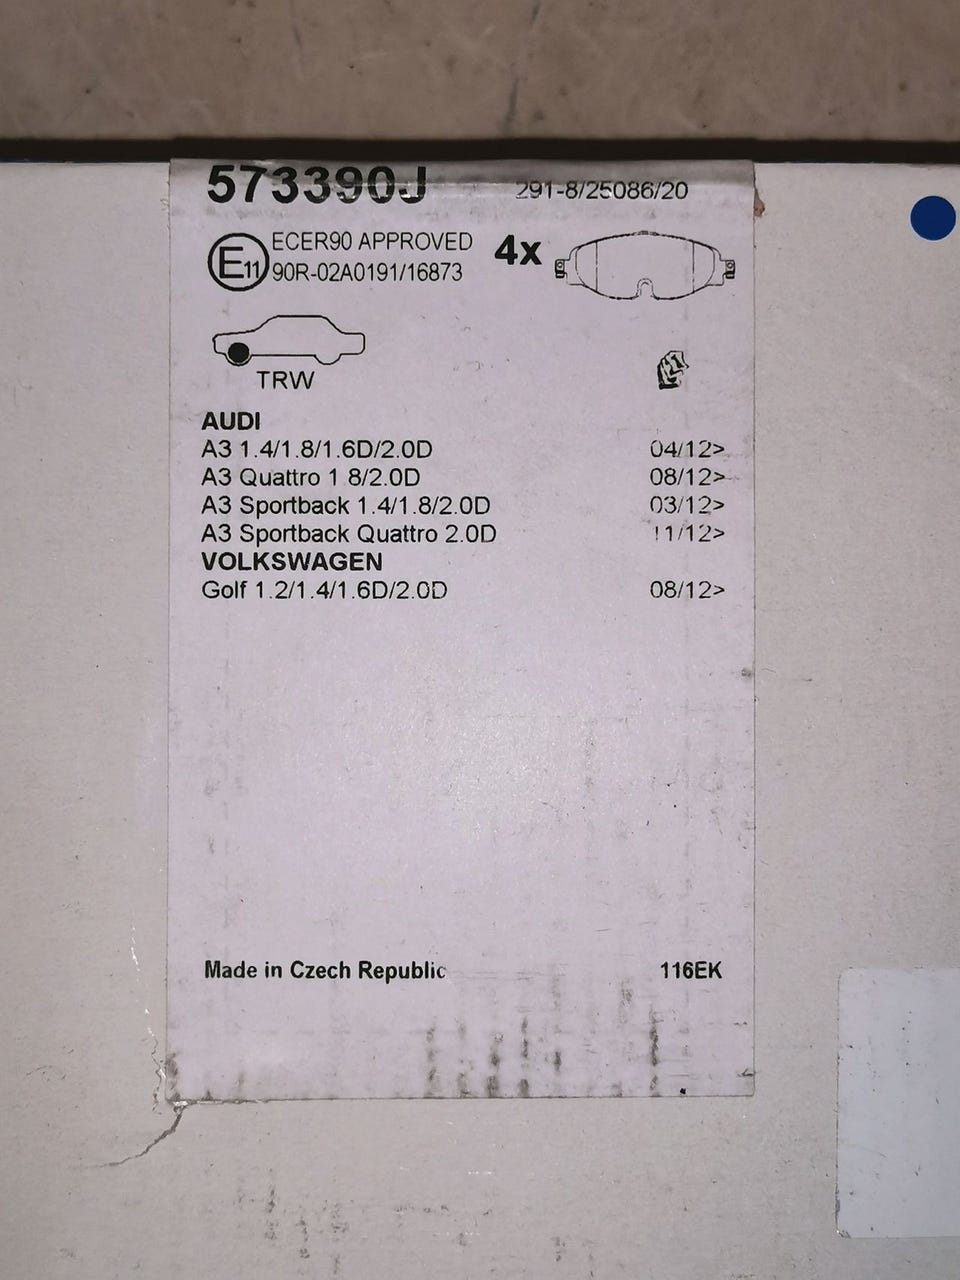 573390J 291-8/25086/20
E11 ECER90 APPROVED
90R-02A0191/16873
4x
TRW
AUDI
A3 1.4/1.8/1.6D/2.0D 04/12>
A3 Quattro 1.8/2.0D 08/12>
A3 Sportback 1.4/1.8/2.0D 03/12>
A3 Sportback Quattro 2.0D 11/12>
VOLKSWAGEN
Golf 1.2/1.4/1.6D/2.0D 08/12>
Made in Czech Republic 116EK